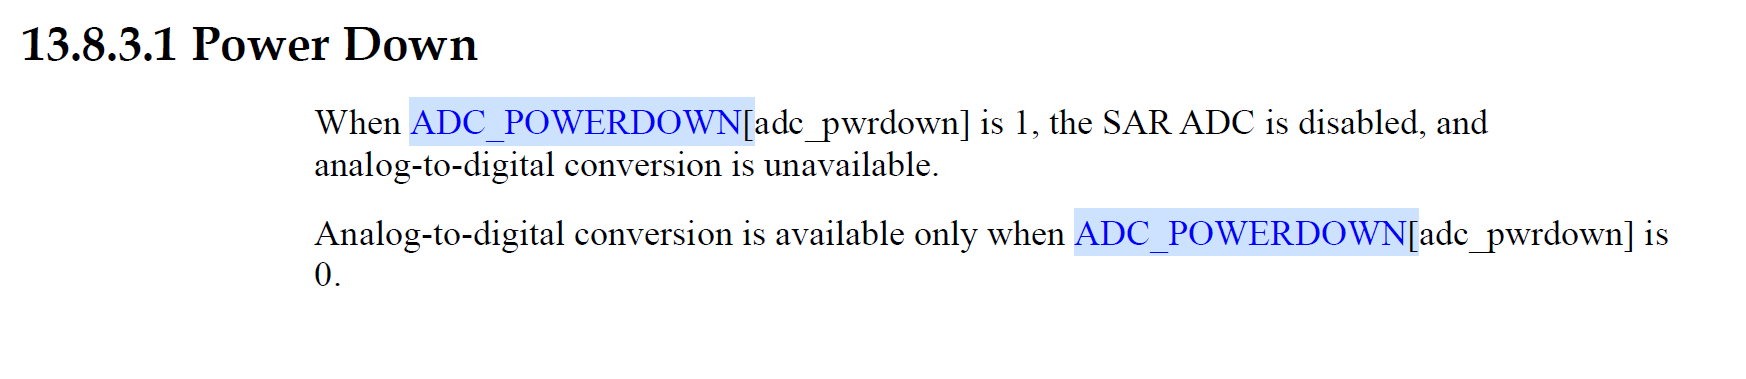 13.8.3.1 Power Down
When ADC_POWERDOWN[adc_pwrdown] is 1, the SAR ADC is disabled, and
analog-to-digital conversion is unavailable.
Analog-to-digital conversion is available only when ADC_POWERDOWN[adc_pwrdown] is
0.